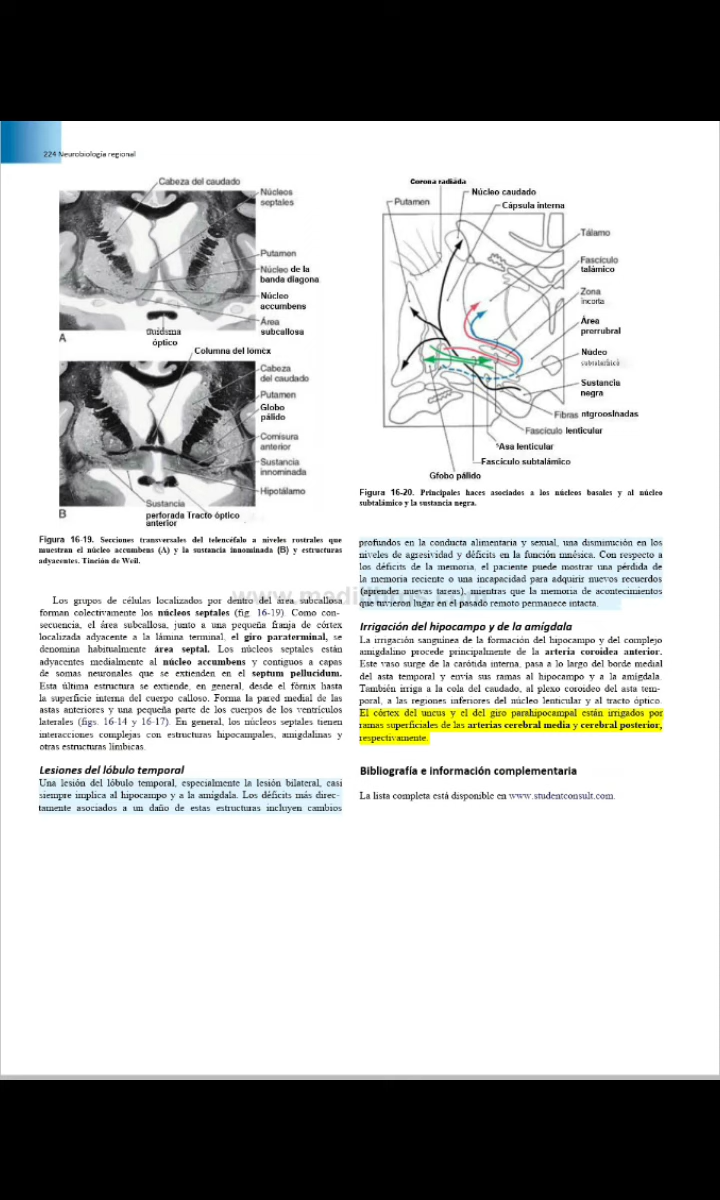 224 Neurobiología regional
Cabeza del caudado
Núcleos
septales
Putamen
Núcleo de la
banda diagona
Núcleo
accumbens
Área
subcallosa
A
óptico
Columna del
Cabeza
del caudado
Putamen
Globo
pálido
Comisura
anterior
Sustancia
innominada
Hipotálamo
Sustancia
perforada Tracto óptico
anterior
B
Figura 16-19. Secciones transversales del telencéfalo a niveles rostrales que
muestran el núcleo accumbens (A) y la sustancia innominada (B) y estructuras
adyacentes. Tinción de Weil.
Los grupos de células localizados por dentro del área subcallosa
forman colectivamente los núcleos septales (fig. 16-19). Como con-
secuencia, el área subcallosa, junto a una pequeña franja de córtex
localizada adyacente a la lámina terminal, el giro paraterminal, se
denomina habitualmente área septal. Los núcleos septales están
adyacentes medialmente al núcleo accumbens y contiguos a capas
de somas neuronales que se extienden en el septum pellucidum.
Esta última estructura se extiende, en general, desde el fórnix hasta
la superficie interna del cuerpo calloso. Forma la pared medial de las
astas anteriores y una pequeña parte de los cuerpos de los ventrículos
laterales (figs. 16-14 y 16-17). En general, los núcleos septales tienen
interacciones complejas con estructuras hipocampales, amigdalinas y
otras estructuras límbicas.
Lesiones del lóbulo temporal
Una lesión del lóbulo temporal, especialmente la lesión bilateral, casi
siempre implica al hipocampo y a la amígdala. Los déficits más direc-
tamente asociados a un daño de estas estructuras incluyen cambios
Corona radiada
Núcleo caudado
Putamen
Cápsula interna
Tálamo
Fascículo
talámico
Zona
incorta
Área
prerrubral
Núdeo
Sustancia
negra
Fibras ntgrooslnadas
Fascículo lenticular
Asa lenticular
Fascículo subtalámico
Gfobo pálido
Figura 16-20. Principales haces asociados a los núcleos basales y al núcleo
subtalámico y la sustancia negra.
profundos en la conducta alimentaria y sexual, una disminución en los
niveles de agresividad y déficits en la función mnésica. Con respecto a
los déficits de la memoria, el paciente puede mostrar una pérdida de
la memoria reciente o una incapacidad para adquirir nuevos recuerdos
(aprender nuevas tareas), mientras que la memoria de acontecimientos
que tuvieron lugar en el pasado remoto permanece intacta.
Irrigación del hipocampo y de la amígdala
La irrigación sanguínea de la formación del hipocampo y del complejo
amigdalino procede principalmente de la arteria coroidea anterior.
Este vaso surge de la carótida interna, pasa a lo largo del borde medial
del asta temporal y envía sus ramas al hipocampo y a la amígdala.
También irriga a la cola del caudado, al plexo coroideo del asta tem-
poral, a las regiones inferiores del núcleo lenticular y al tracto óptico.
El córtex del uncus y el del giro parahipocampal están irrigados por
ramas superficiales de las arterias cerebral media y cerebral posterior,
respectivamente.
Bibliografía e información complementaria
La lista completa está disponible en www.studentconsult.com.